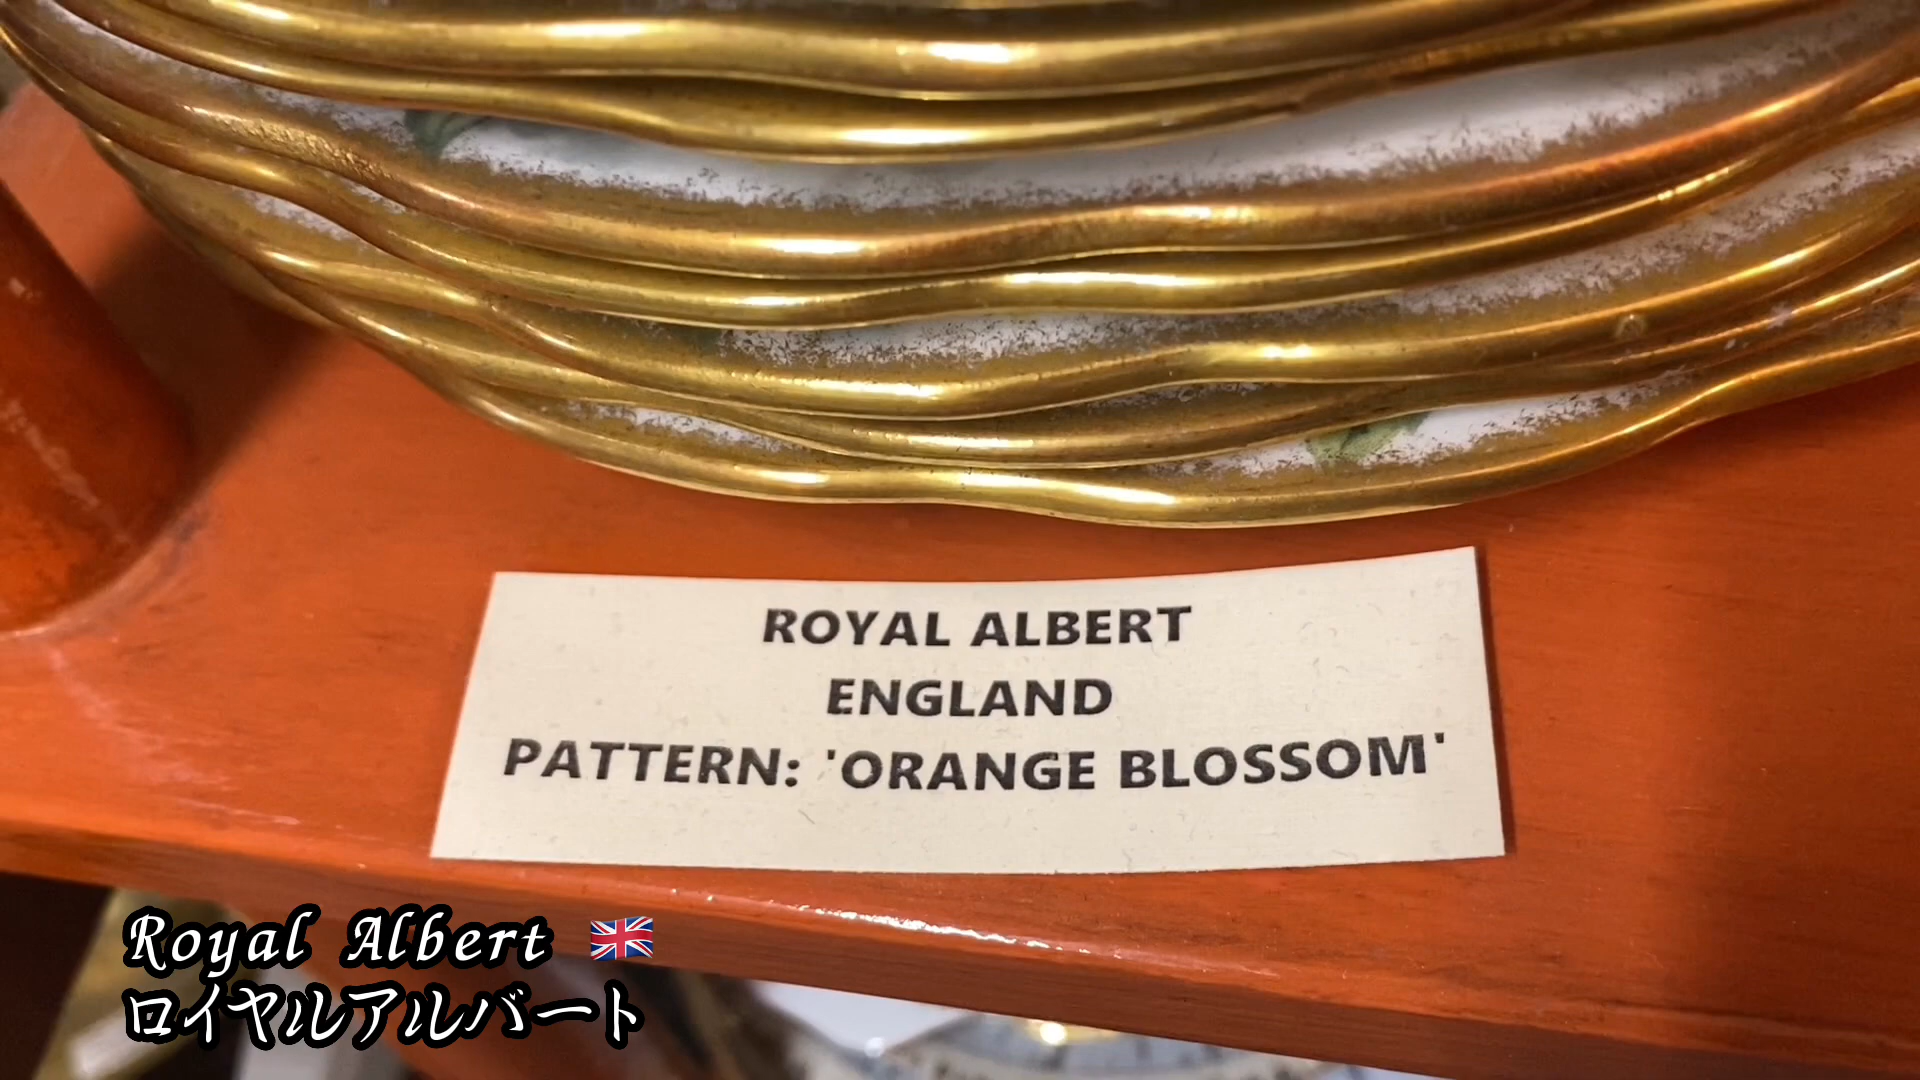 ROYAL ALBERT
ENGLAND
PATTERN: 'ORANGE BLOSSOM'
Royal Albert 🇬🇧
ロイヤルアルバート